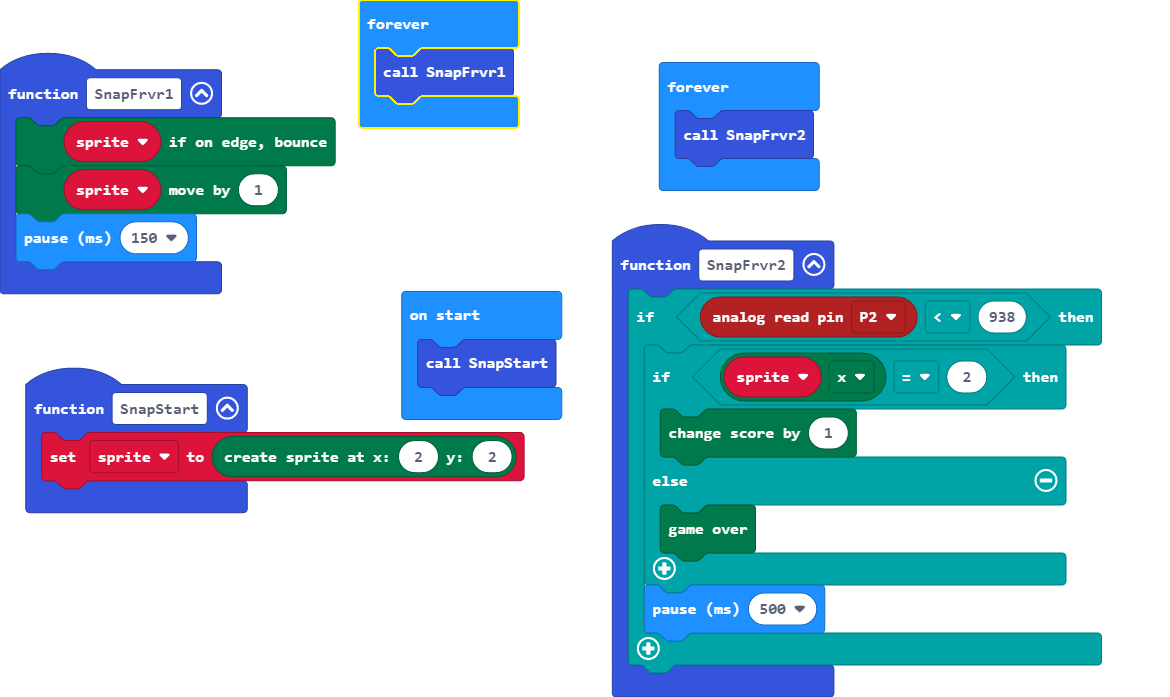 forever
call SnapFrvr1
function SnapFrvr1
sprite if on edge, bounce
sprite move by 1
pause (ms) 150
forever
call SnapFrvr2
on start
call SnapStart
function SnapStart
set sprite to create sprite at x: 2 y: 2
function SnapFrvr2
if analog read pin P2 < 938 then
if sprite x = 2 then
change score by 1
else
game over
pause (ms) 500